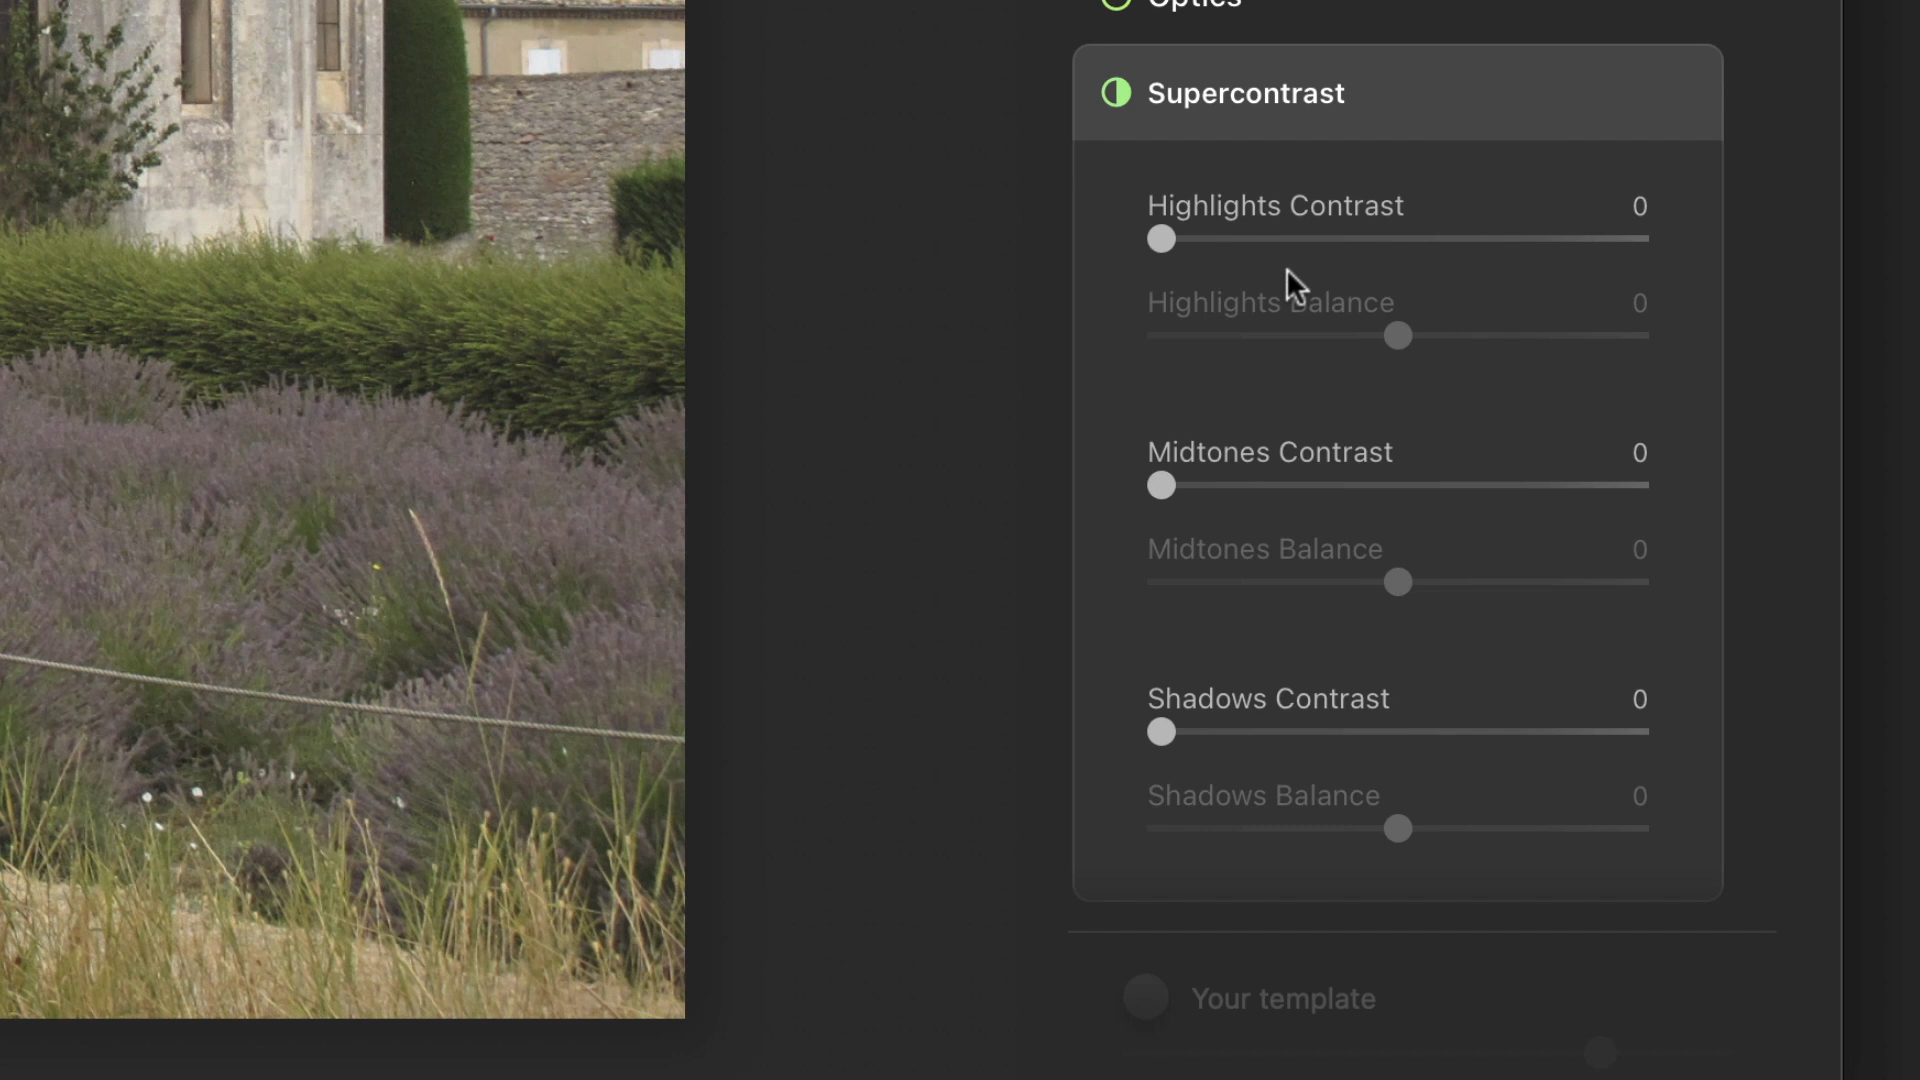 Optics
Supercontrast
Highlights Contrast 0
Highlights Balance 0
Midtones Contrast 0
Midtones Balance 0
Shadows Contrast 0
Shadows Balance 0
Your template